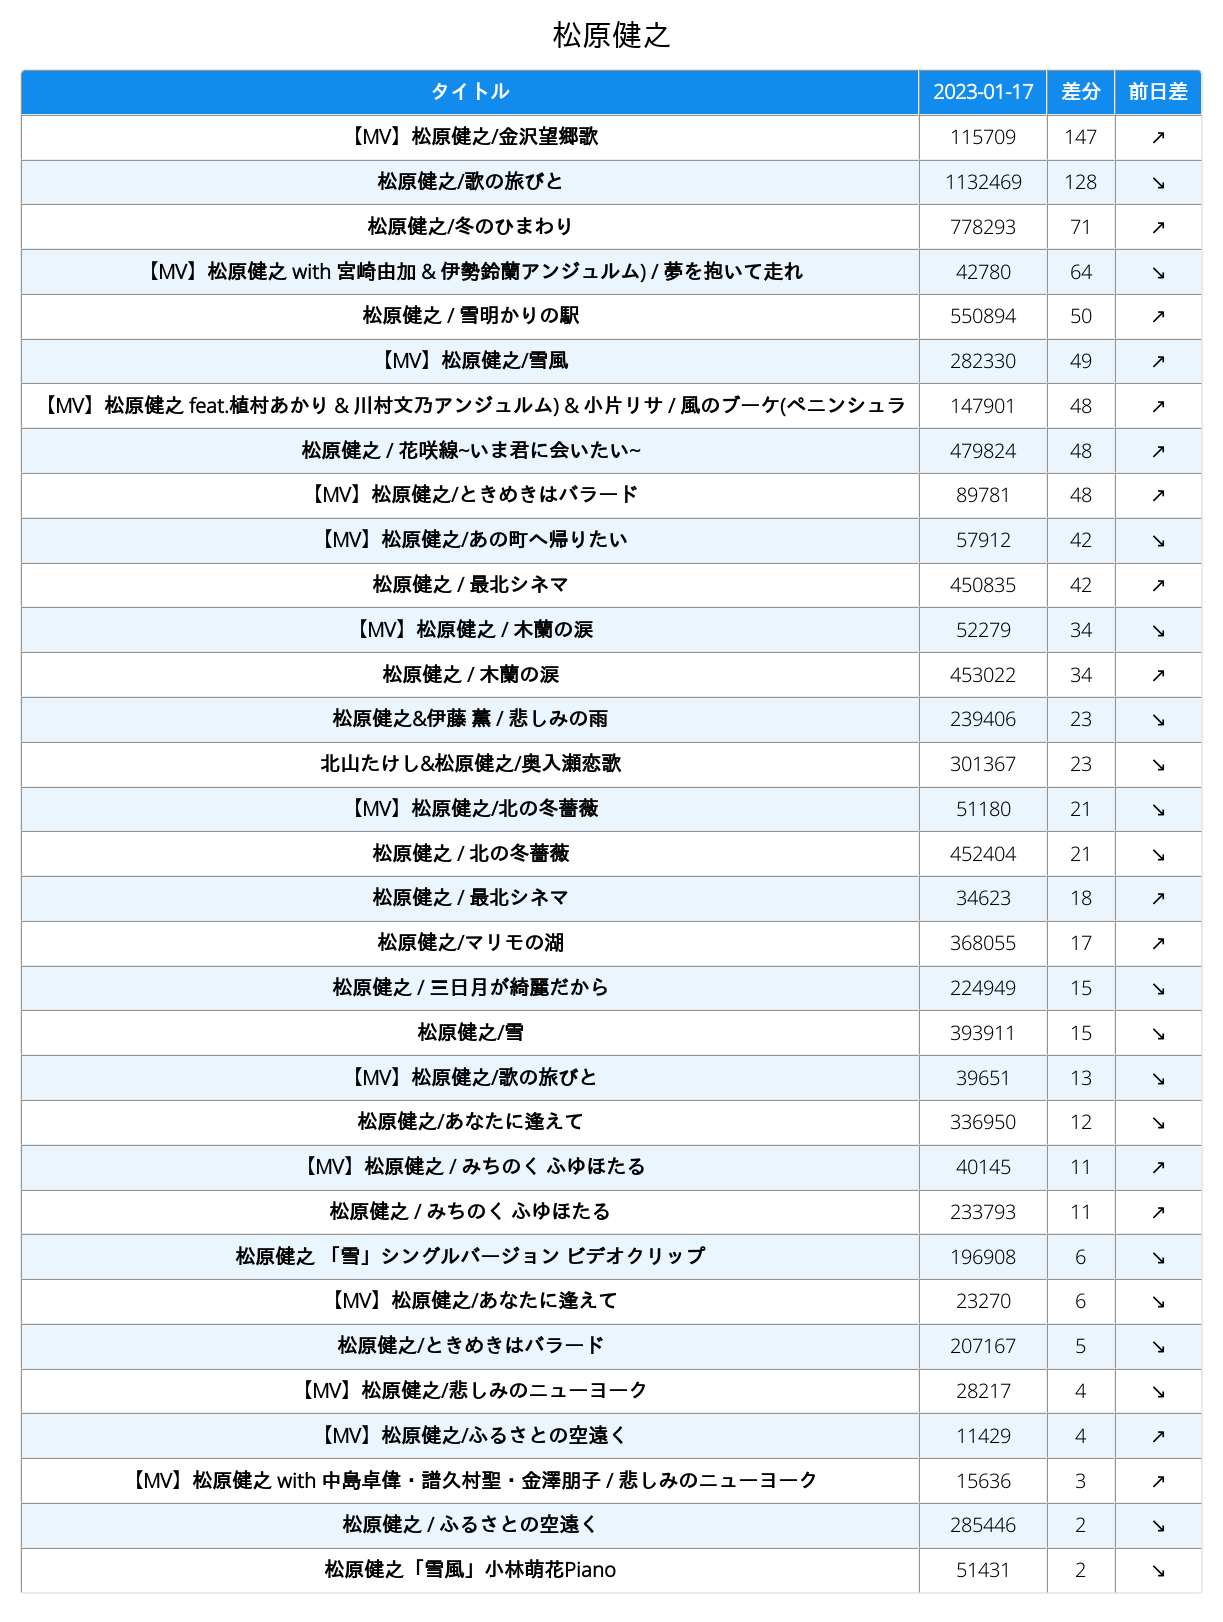 松原健之
タイトル 2023-01-17 差分 前日差
【MV】松原健之/金沢望郷歌 115709 147 ↗
松原健之/歌の旅びと 1132469 128 ↘
松原健之/冬のひまわり 778293 71 ↗
【MV】松原健之 with 宮崎由加 & 伊勢鈴蘭アンジュルム) / 夢を抱いて走れ 42780 64 ↘
松原健之 / 雪明かりの駅 550894 50 ↗
【MV】松原健之/雪風 282330 49 ↗
【MV】松原健之 feat.植村あかり & 川村文乃アンジュルム) & 小片リサ / 風のブーケ(ペニンシュラ 147901 48 ↗
松原健之 / 花咲線~いま君に会いたい~ 479824 48 ↗
【MV】松原健之/ときめきはバラード 89781 48 ↗
【MV】松原健之/あの町へ帰りたい 57912 42 ↘
松原健之 / 最北シネマ 450835 42 ↗
【MV】松原健之 / 木蘭の涙 52279 34 ↘
松原健之 / 木蘭の涙 453022 34 ↗
松原健之&伊藤 薫 / 悲しみの雨 239406 23 ↘
北山たけし&松原健之/奥入瀬恋歌 301367 23 ↘
【MV】松原健之/北の冬薔薇 51180 21 ↘
松原健之 / 北の冬薔薇 452404 21 ↘
松原健之 / 最北シネマ 34623 18 ↗
松原健之/マリモの湖 368055 17 ↗
松原健之 / 三日月が綺麗だから 224949 15 ↘
松原健之/雪 393911 15 ↘
【MV】松原健之/歌の旅びと 39651 13 ↘
松原健之/あなたに逢えて 336950 12 ↘
【MV】松原健之 / みちのく ふゆほたる 40145 11 ↗
松原健之 / みちのく ふゆほたる 233793 11 ↗
松原健之 「雪」シングルバージョン ビデオクリップ 196908 6 ↘
【MV】松原健之/あなたに逢えて 23270 6 ↘
松原健之/ときめきはバラード 207167 5 ↘
【MV】松原健之/悲しみのニューヨーク 28217 4 ↘
【MV】松原健之/ふるさとの空遠く 11429 4 ↗
【MV】松原健之 with 中島卓偉・譜久村聖・金澤朋子 / 悲しみのニューヨーク 15636 3 ↗
松原健之 / ふるさとの空遠く 285446 2 ↘
松原健之「雪風」小林萌花Piano 51431 2 ↘